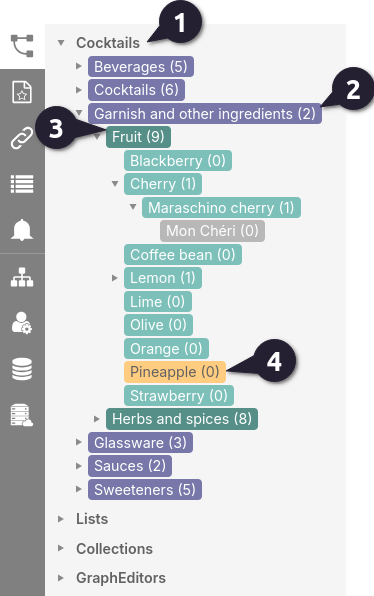 1
Cocktails
Beverages (5)
2
Cocktails (6)
Garnish and other ingredients (2)
3
Fruit (9)
Blackberry (0)
Cherry (1)
Maraschino cherry (1)
Mon Chéri (0)
Coffee bean (0)
Lemon (1)
Lime (0)
Olive (0)
Orange (0)
4
Pineapple (0)
Strawberry (0)
Herbs and spices (8)
Glassware (3)
Sauces (2)
Sweeteners (5)
Lists
Collections
GraphEditors